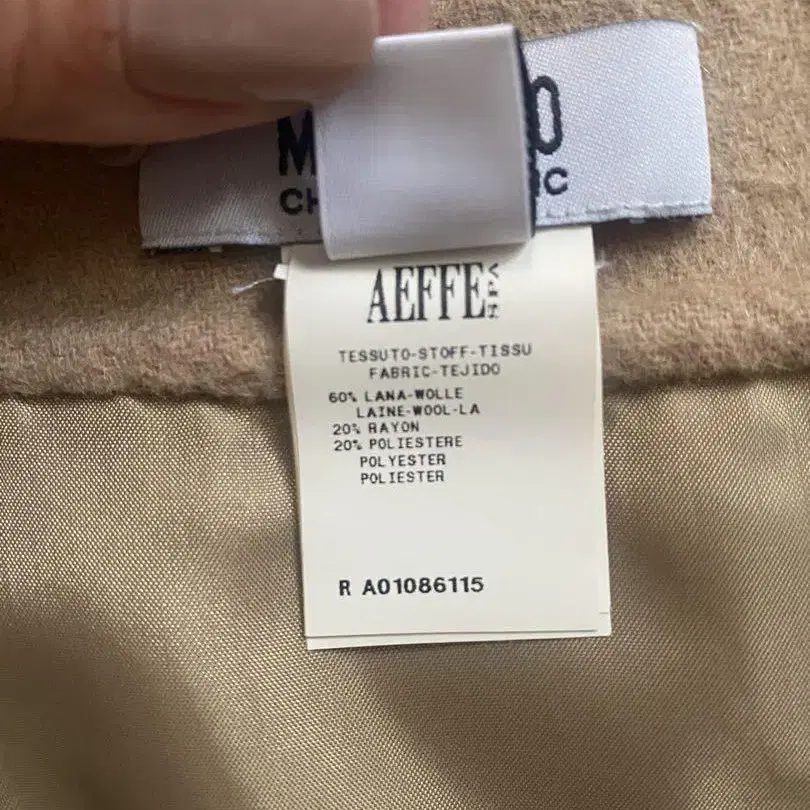 AEFFE SPA
TESSUTO-STOFF-TISSU
FABRIC-TEJIDO
60% LANA-WOLLE
LAINE-WOOL-LA
20% RAYON
20% POLIESTERE
POLYESTER
POLIESTER
R A01086115